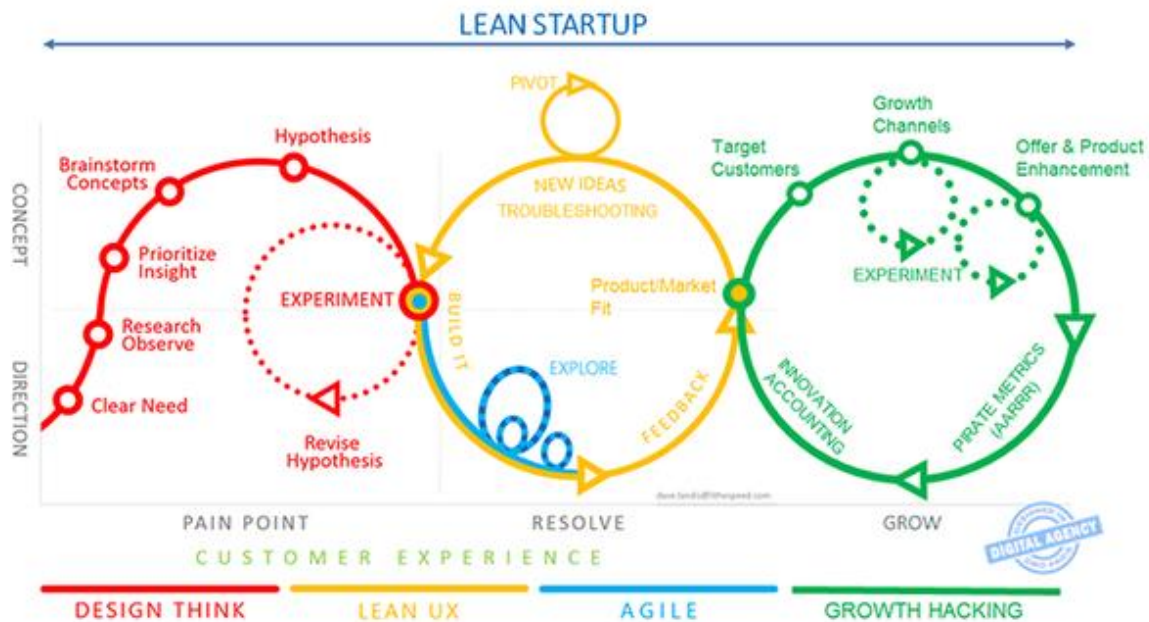 LEAN STARTUP
PIVOT
Hypothesis
Brainstorm
Concepts
Prioritize
Insight
Research
Observe
Clear Need
EXPERIMENT
Revise
Hypothesis
NEW IDEAS
TROUBLESHOOTING
BUILD IT
EXPLORE
FEEDBACK
Product/Market
Fit
Target
Customers
Growth
Channels
Offer & Product
Enhancement
EXPERIMENT
INNOVATION
ACCOUNTING
PIRATE METRICS
(AARRR)
CONCEPT
DIRECTION
PAIN POINT
RESOLVE
GROW
CUSTOMER EXPERIENCE
DIGITAL AGENCY
DESIGN THINK
LEAN UX
AGILE
GROWTH HACKING